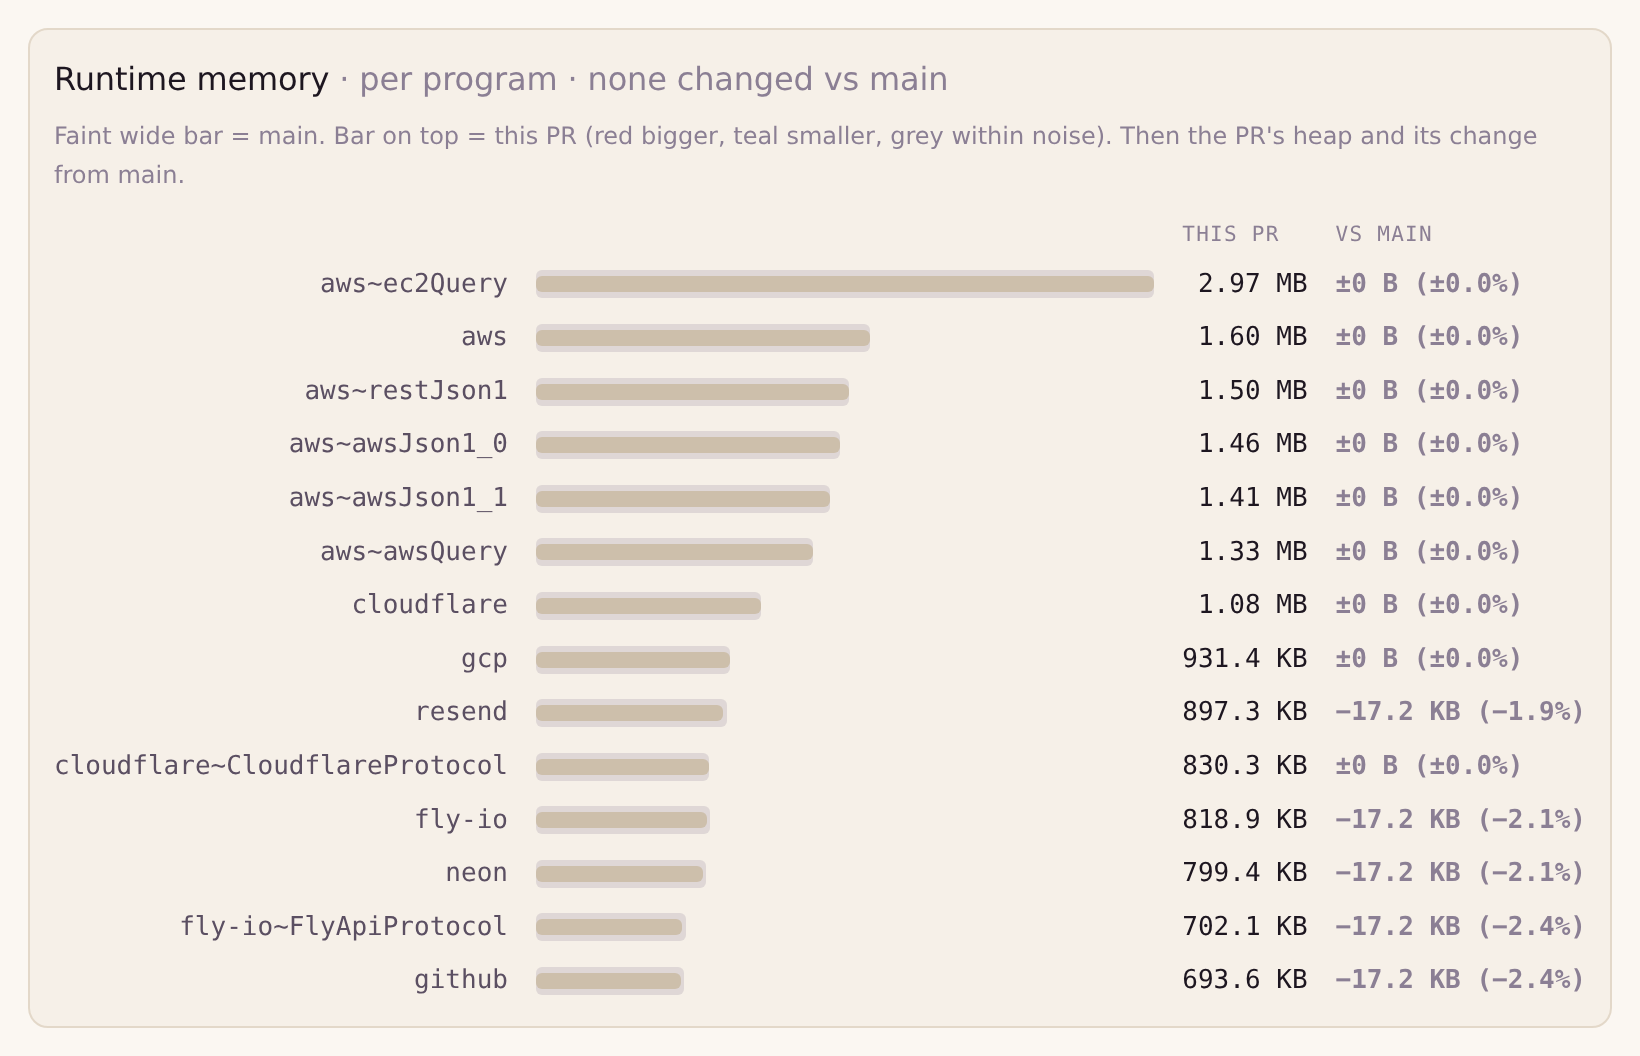 Runtime memory · per program · none changed vs main
Faint wide bar = main. Bar on top = this PR (red bigger, teal smaller, grey within noise). Then the PR's heap and its change
from main.
THIS PR VS MAIN
aws~ec2Query 2.97 MB ±0 B (±0.0%)
aws 1.60 MB ±0 B (±0.0%)
aws~restJson1 1.50 MB ±0 B (±0.0%)
aws~awsJson1_0 1.46 MB ±0 B (±0.0%)
aws~awsJson1_1 1.41 MB ±0 B (±0.0%)
aws~awsQuery 1.33 MB ±0 B (±0.0%)
cloudflare 1.08 MB ±0 B (±0.0%)
gcp 931.4 KB ±0 B (±0.0%)
resend 897.3 KB −17.2 KB (−1.9%)
cloudflare~CloudflareProtocol 830.3 KB ±0 B (±0.0%)
fly-io 818.9 KB −17.2 KB (−2.1%)
neon 799.4 KB −17.2 KB (−2.1%)
fly-io~FlyApiProtocol 702.1 KB −17.2 KB (−2.4%)
github 693.6 KB −17.2 KB (−2.4%)